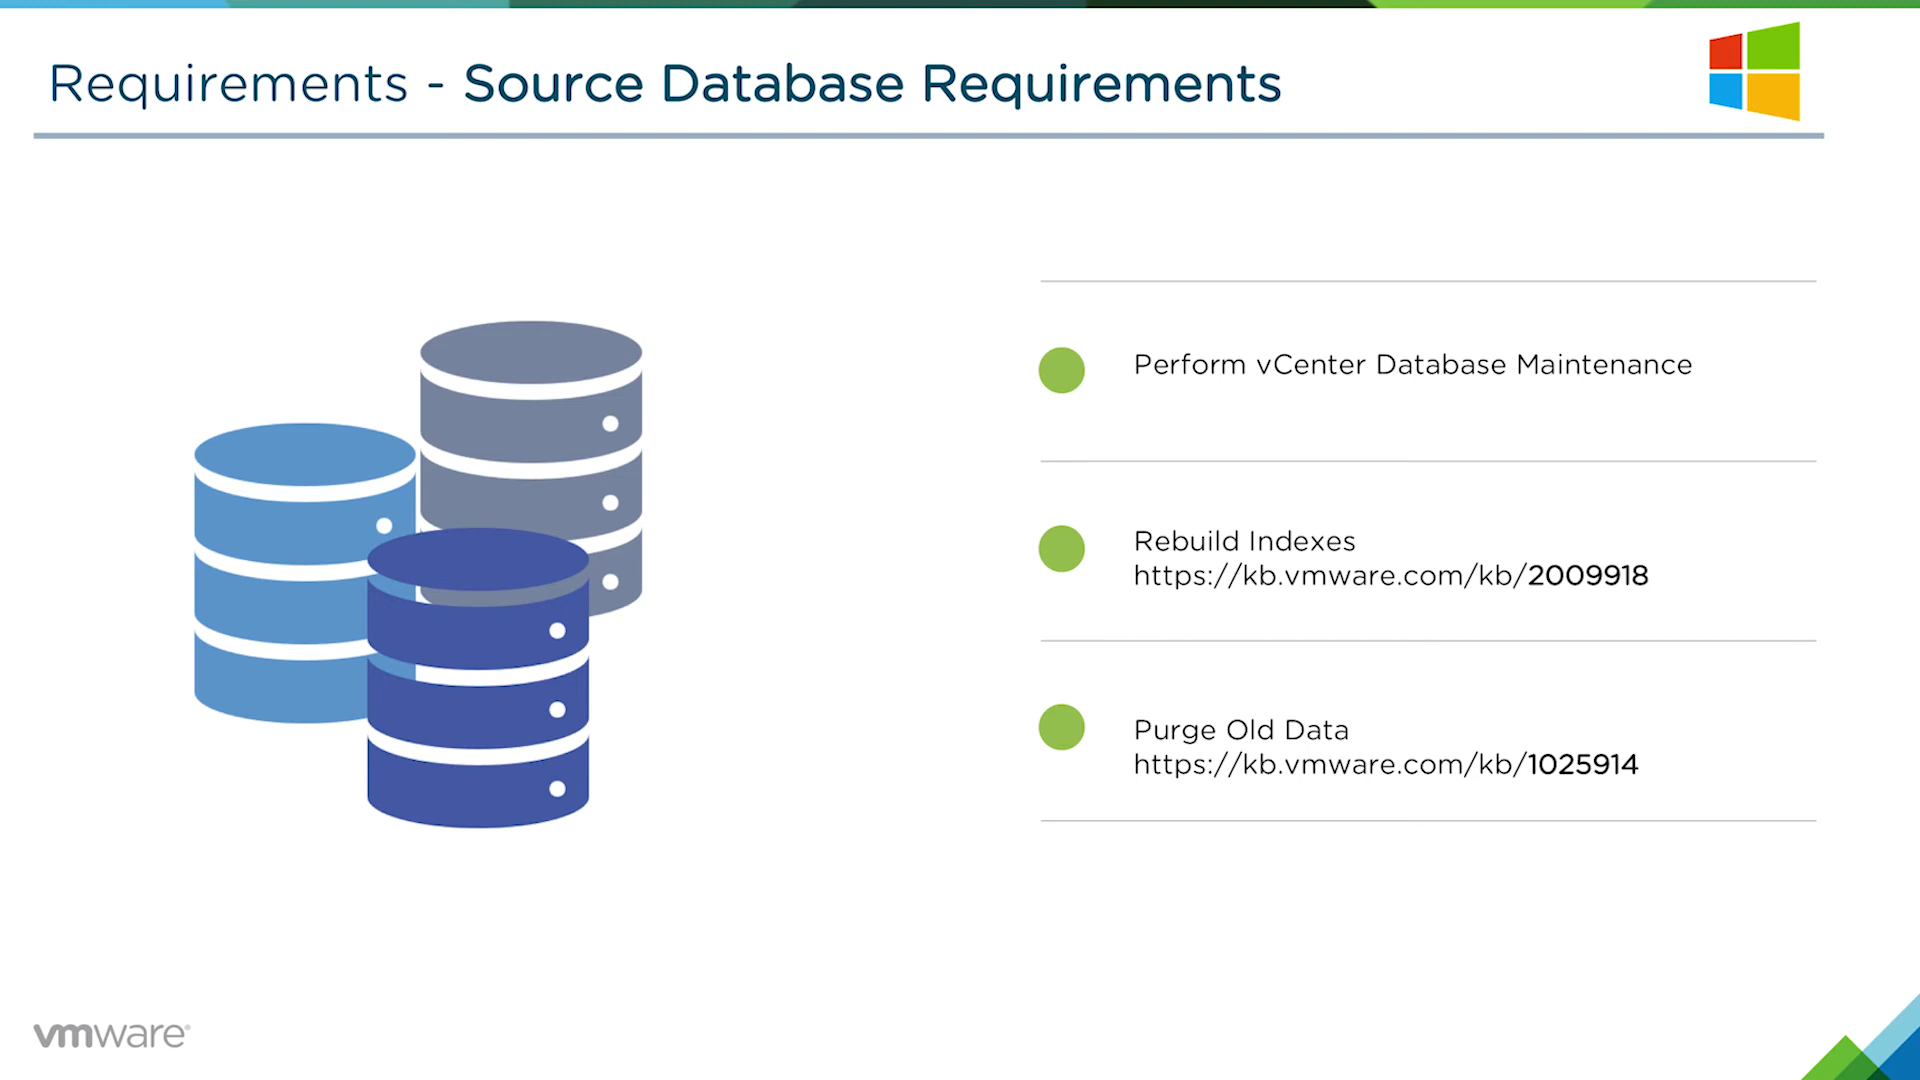 Requirements - Source Database Requirements
Perform vCenter Database Maintenance
Rebuild Indexes
https://kb.vmware.com/kb/2009918
Purge Old Data
https://kb.vmware.com/kb/1025914
vmware®